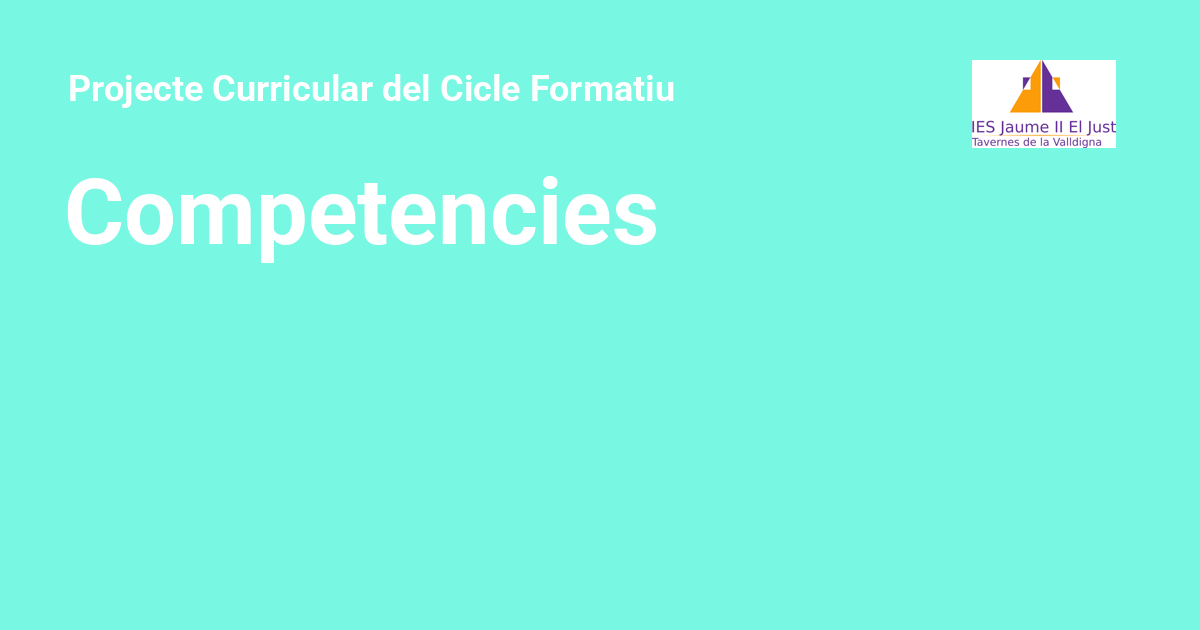 Projecte Curricular del Cicle Formatiu
IES Jaume II El Just
Tavernes de la Valldigna
Competencies